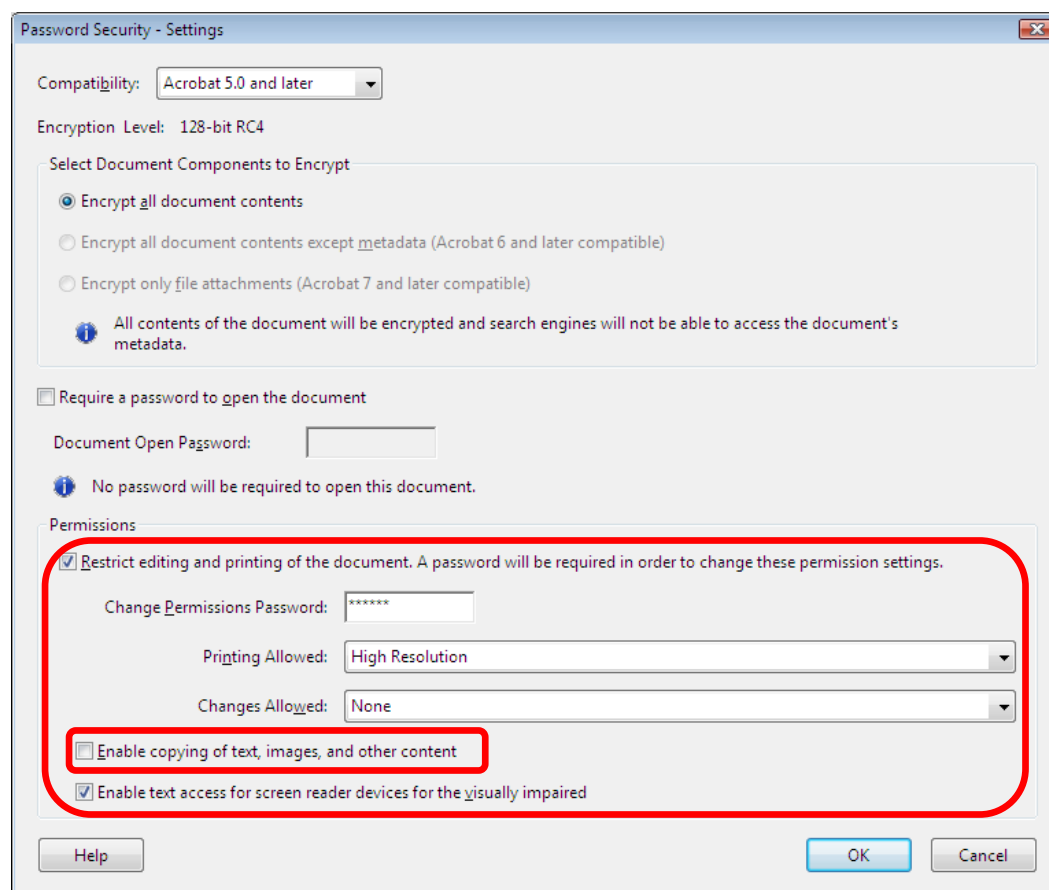 Password Security - Settings
Compatibility: Acrobat 5.0 and later
Encryption Level: 128-bit RC4
Select Document Components to Encrypt
Encrypt all document contents
Encrypt all document contents except metadata (Acrobat 6 and later compatible)
Encrypt only file attachments (Acrobat 7 and later compatible)
All contents of the document will be encrypted and search engines will not be able to access the document's
metadata.
Require a password to open the document
Document Open Password:
No password will be required to open this document.
Permissions
Restrict editing and printing of the document. A password will be required in order to change these permission settings.
Change Permissions Password: ******
Printing Allowed: High Resolution
Changes Allowed: None
Enable copying of text, images, and other content
Enable text access for screen reader devices for the visually impaired
Help OK Cancel